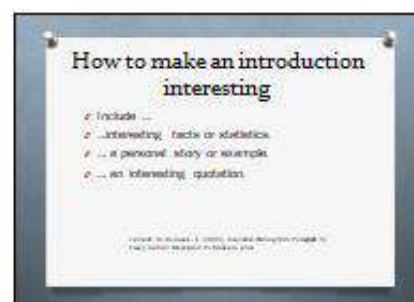 How to make an introduction
interesting
Include ...
...interesting facts or statistics.
... a personal story or example.
... an interesting quotation.